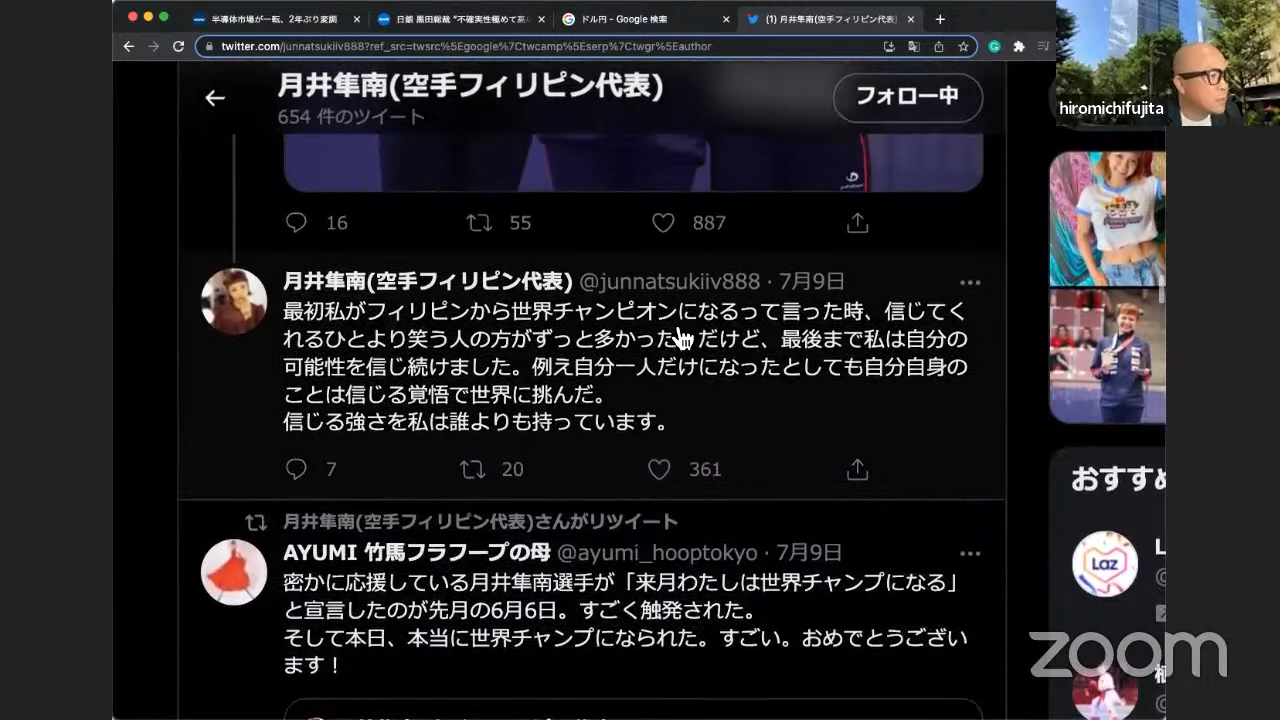 半導体市場が一転、2年ぶり変調
日銀 黒田総裁 "不確実性極めて高い
ドル円 - Google 検索
(1) 月井隼南(空手フィリピン代表)
twitter.com/junnatsukiiv888?ref_src=twsrc%5Egoogle%7Ctwcamp%5Eserp%7Ctwgr%5Eauthor
hiromichifujita
月井隼南(空手フィリピン代表)
654 件のツイート
フォロー中
16 55 887
月井隼南(空手フィリピン代表) @junnatsukiiv888 · 7月9日
最初私がフィリピンから世界チャンピオンになるって言った時、信じてく
れるひとより笑う人の方がずっと多かった だけど、最後まで私は自分の
可能性を信じ続けました。例え自分一人だけになったとしても自分自身の
ことは信じる覚悟で世界に挑んだ。
信じる強さを私は誰よりも持っています。
7 20 361
月井隼南(空手フィリピン代表)さんがリツイート
AYUMI 竹馬フラフープの母 @ayumi_hooptokyo · 7月9日
密かに応援している月井隼南選手が「来月わたしは世界チャンプになる」
と宣言したのが先月の6月6日。すごく触発された。
そして本日、本当に世界チャンプになられた。すごい。おめでとうござい
ます！
おすすめ
Laz
L
@
zoom